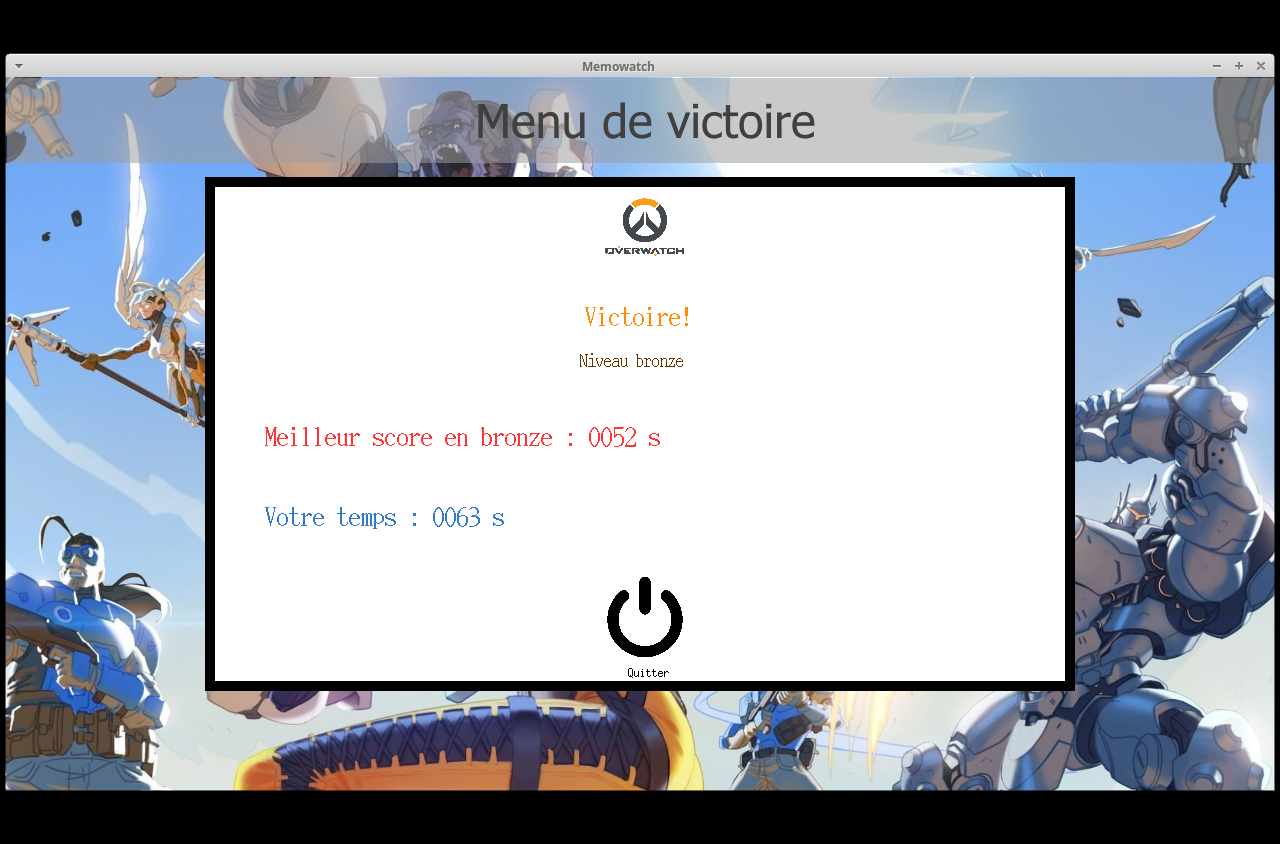 Memowatch
Menu de victoire
OVERWATCH
Victoire!
Niveau bronze
Meilleur score en bronze : 0052 s
Votre temps : 0063 s
Quitter